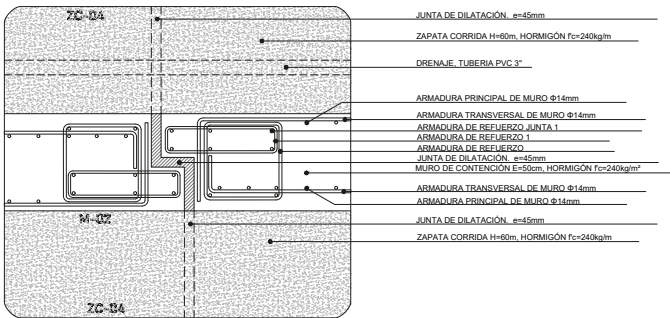 ZC-04
JUNTA DE DILATACIÓN. e=45mm
ZAPATA CORRIDA H=60m, HORMIGÓN f'c=240kg/m
DRENAJE, TUBERIA PVC 3"
ARMADURA PRINCIPAL DE MURO Φ14mm
ARMADURA TRANSVERSAL DE MURO Φ14mm
ARMADURA DE REFUERZO JUNTA 1
ARMADURA DE REFUERZO 1
ARMADURA DE REFUERZO
JUNTA DE DILATACIÓN. e=45mm
MURO DE CONTENCIÓN E=50cm, HORMIGÓN f'c=240kg/m²
ARMADURA TRANSVERSAL DE MURO Φ14mm
ARMADURA PRINCIPAL DE MURO Φ14mm
M-02
JUNTA DE DILATACIÓN. e=45mm
ZAPATA CORRIDA H=60m, HORMIGÓN f'c=240kg/m
ZC-04